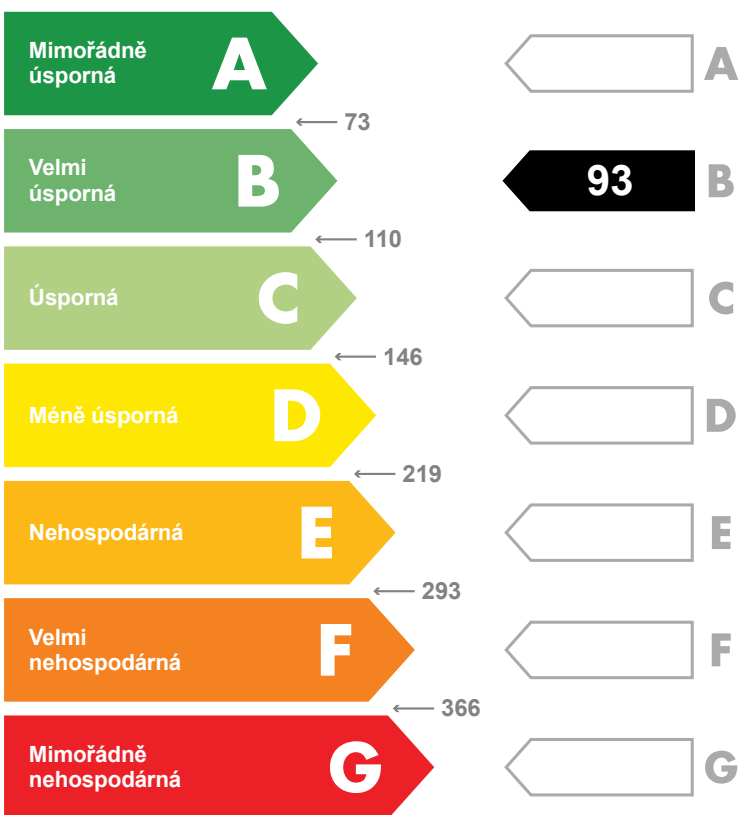 Mimořádně
úsporná
A
A
73
Velmi
úsporná
B
93
B
110
Úsporná
C
C
146
Méně úsporná
D
D
219
Nehospodárná
E
E
293
Velmi
nehospodárná
F
F
366
Mimořádně
nehospodárná
G
G